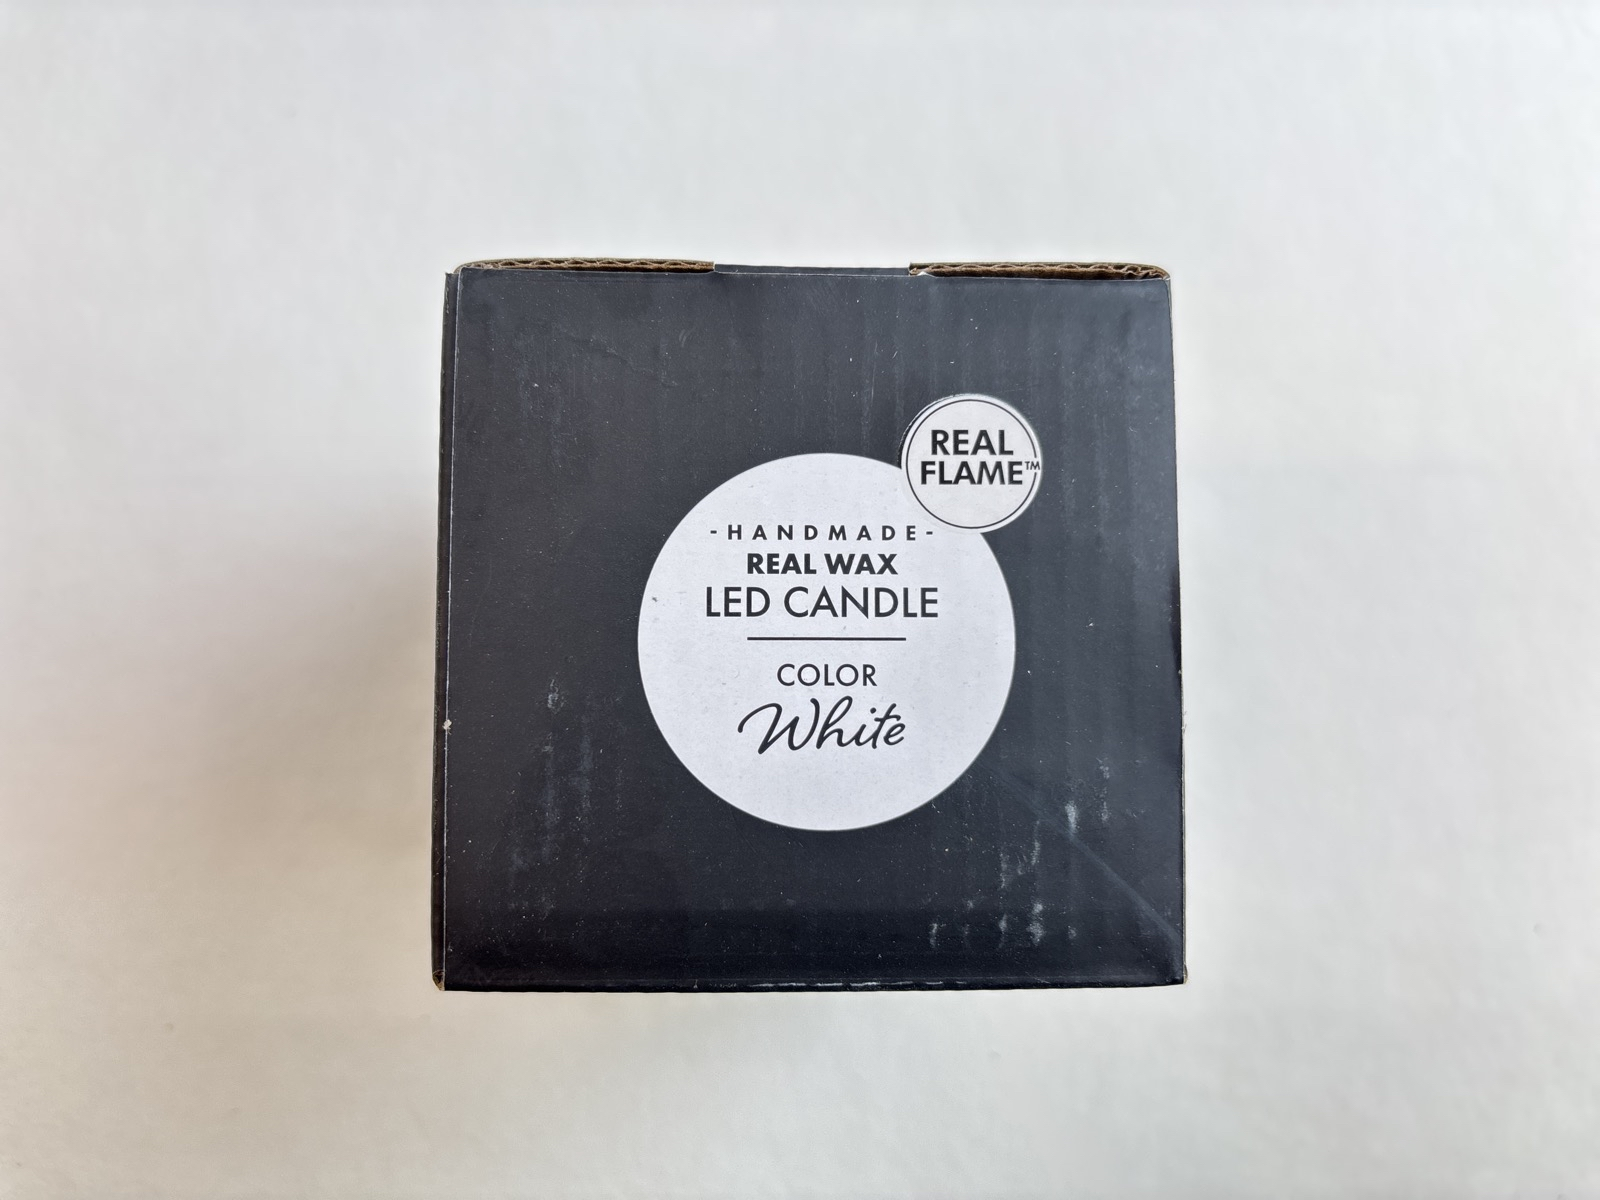 REAL
FLAME™
-HANDMADE-
REAL WAX
LED CANDLE
COLOR
White